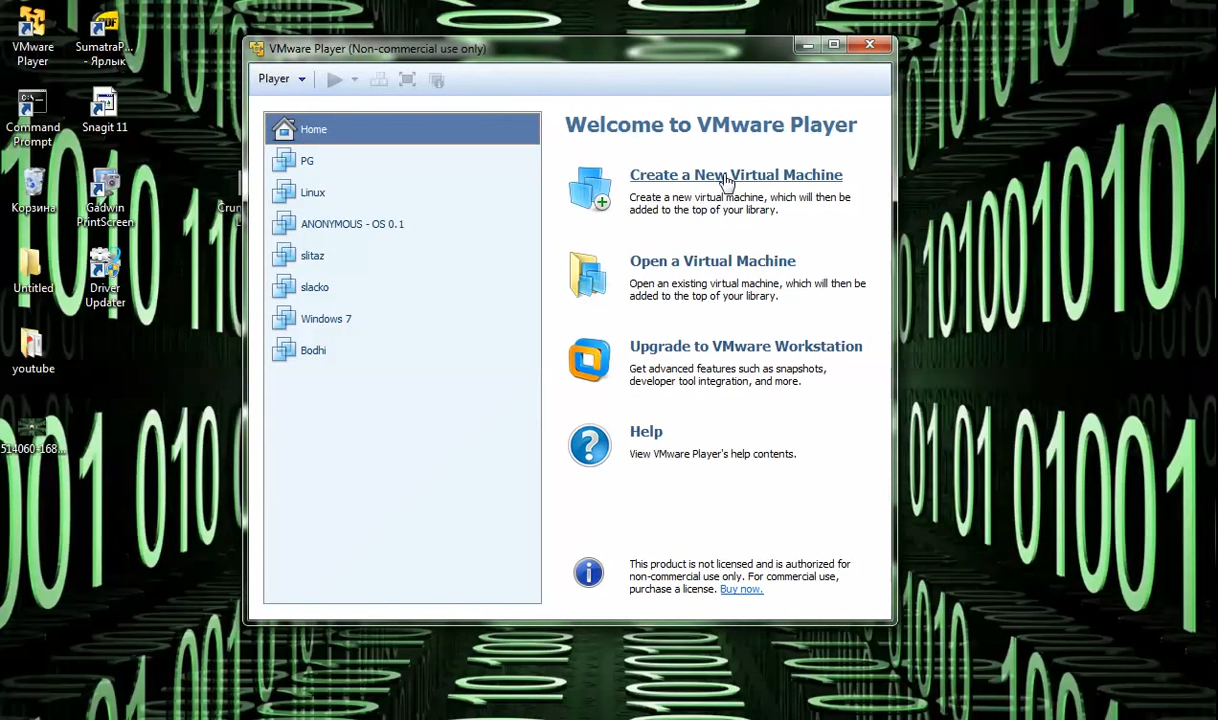 VMware
Player
SumatraP...
- Ярлык
Command
Prompt
Snagit 11
Корзина
Gadwin
PrintScreen
Untitled
Driver
Updater
youtube
514060-168...
VMware Player (Non-commercial use only)
Player
Home
PG
Linux
ANONYMOUS - OS 0.1
slitaz
slacko
Windows 7
Bodhi
Welcome to VMware Player
Create a New Virtual Machine
Create a new virtual machine, which will then be
added to the top of your library.
Open a Virtual Machine
Open an existing virtual machine, which will then be
added to the top of your library.
Upgrade to VMware Workstation
Get advanced features such as snapshots,
developer tool integration, and more.
Help
View VMware Player's help contents.
This product is not licensed and is authorized for
non-commercial use only. For commercial use,
purchase a license. Buy now.